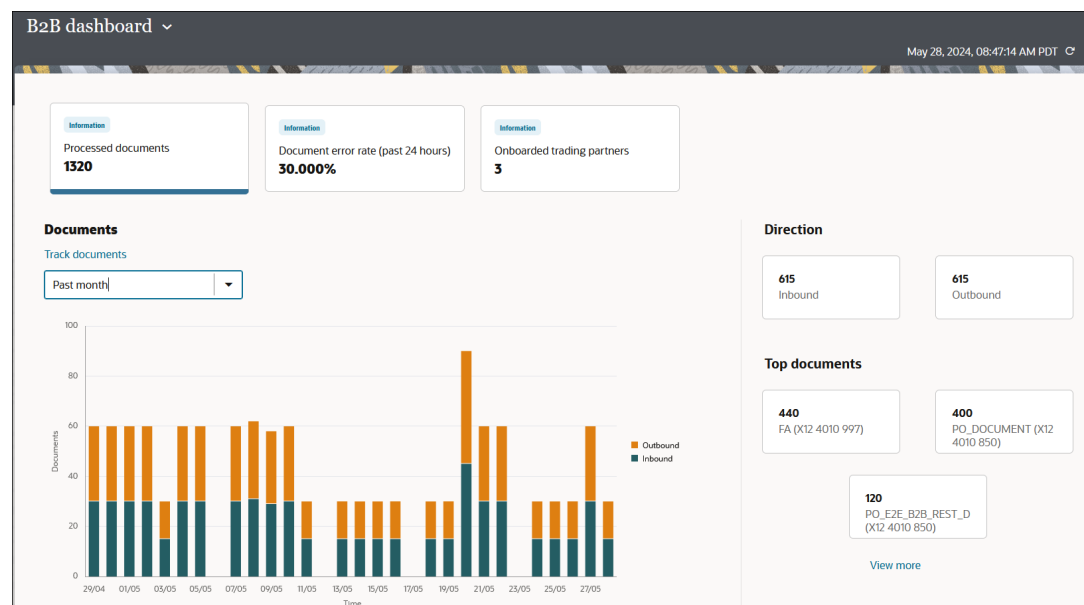 B2B dashboard
May 28, 2024, 08:47:14 AM PDT
Information
Processed documents
1320
Information
Document error rate (past 24 hours)
30.000%
Information
Onboarded trading partners
3
Documents
Track documents
Past month
100
80
60
40
20
0
Documents
29/04 01/05 03/05 05/05 07/05 09/05 11/05 13/05 15/05 17/05 19/05 21/05 23/05 25/05 27/05
Time
Outbound
Inbound
Direction
615
Inbound
615
Outbound
Top documents
440
FA (X12 4010 997)
400
PO_DOCUMENT (X12
4010 850)
120
PO_E2E_B2B_REST_D
(X12 4010 850)
View more